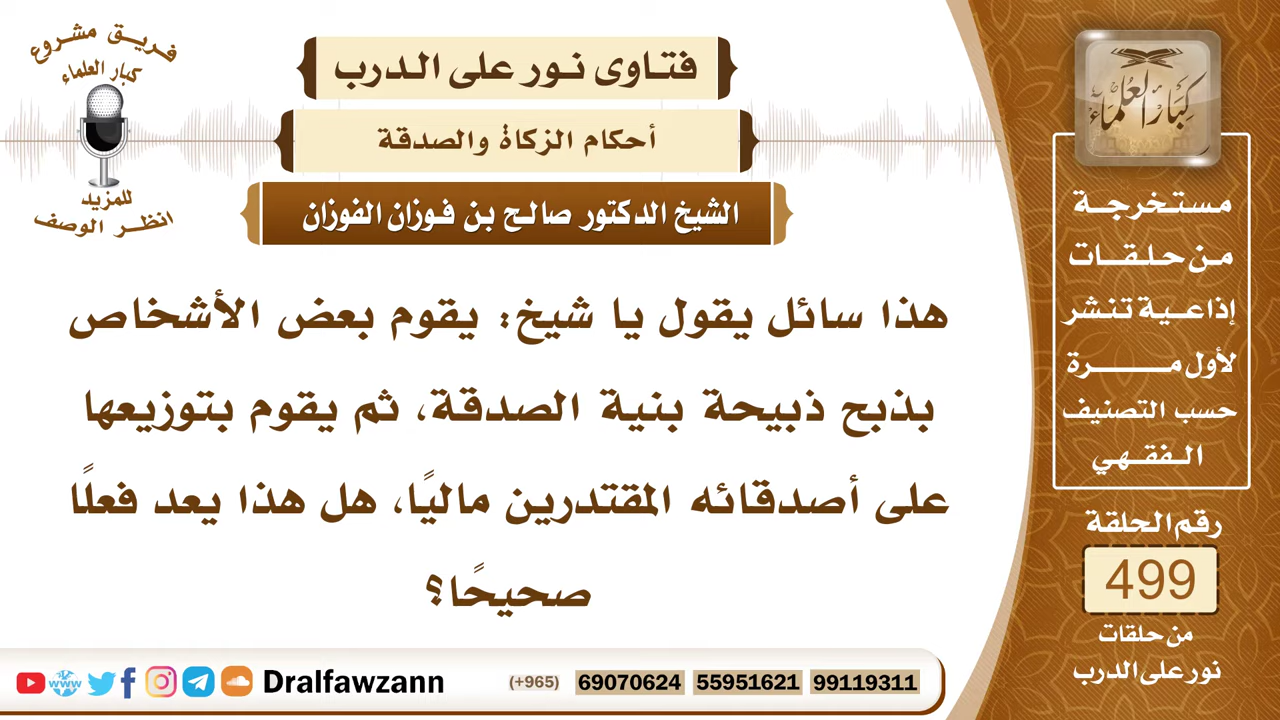 فريق مشروع
كبار العلماء
للمزيد
انظر الوصف
فتاوى نور على الدرب
أحكام الزكاة والصدقة
الشيخ الدكتور صالح بن فوزان الفوزان
هذا سائل يقول يا شيخ: يقوم بعض الأشخاص
بذبح ذبيحة بنية الصدقة، ثم يقوم بتوزيعها
على أصدقائه المقتدرين ماليًا، هل هذا يعد فعلًا
صحيحًا؟
كبار العلماء
مستخرجة
من حلقات
إذاعية تنشر
لأول مرة
حسب التصنيف
الفقهي
رقم الحلقة
499
من حلقات
نور على الدرب
www
Dralfawzann (+965) 69070624 55951621 99119311